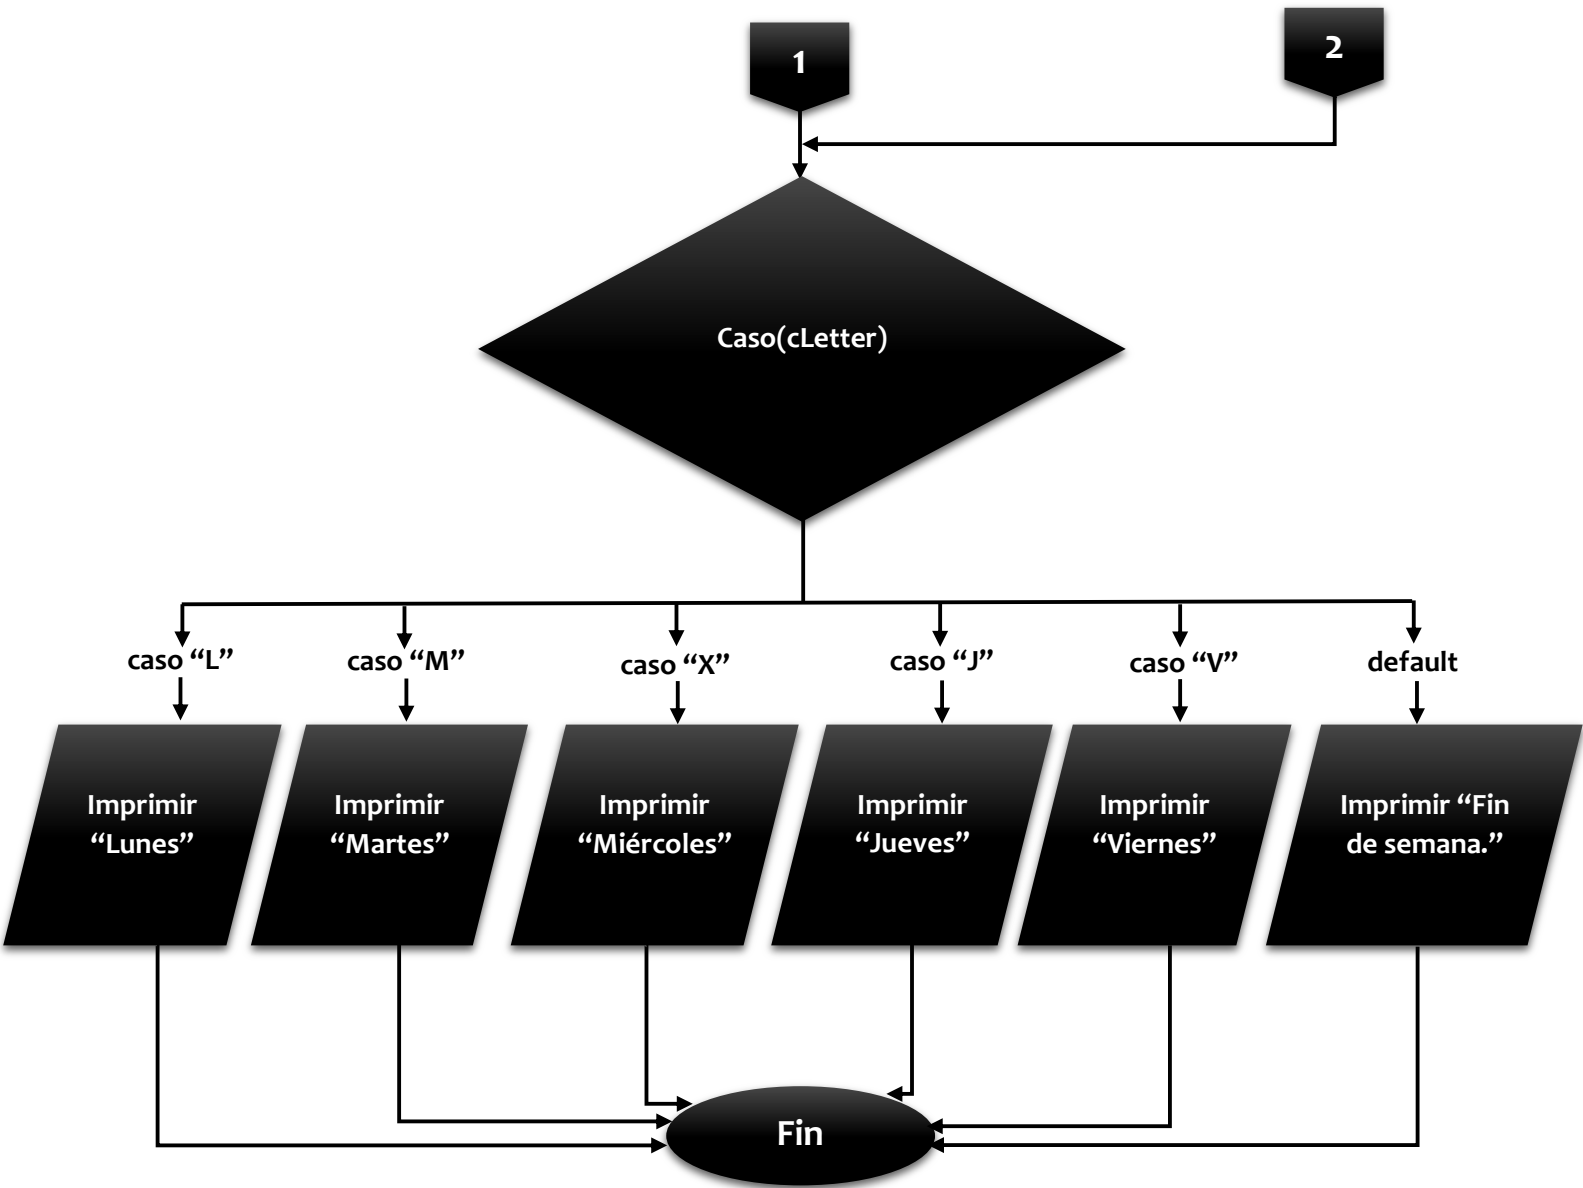 1
2
Caso(cLetter)
caso “L”
caso “M”
caso “X”
caso “J”
caso “V”
default
Imprimir
“Lunes”
Imprimir
“Martes”
Imprimir
“Miércoles”
Imprimir
“Jueves”
Imprimir
“Viernes”
Imprimir “Fin
de semana.”
Fin